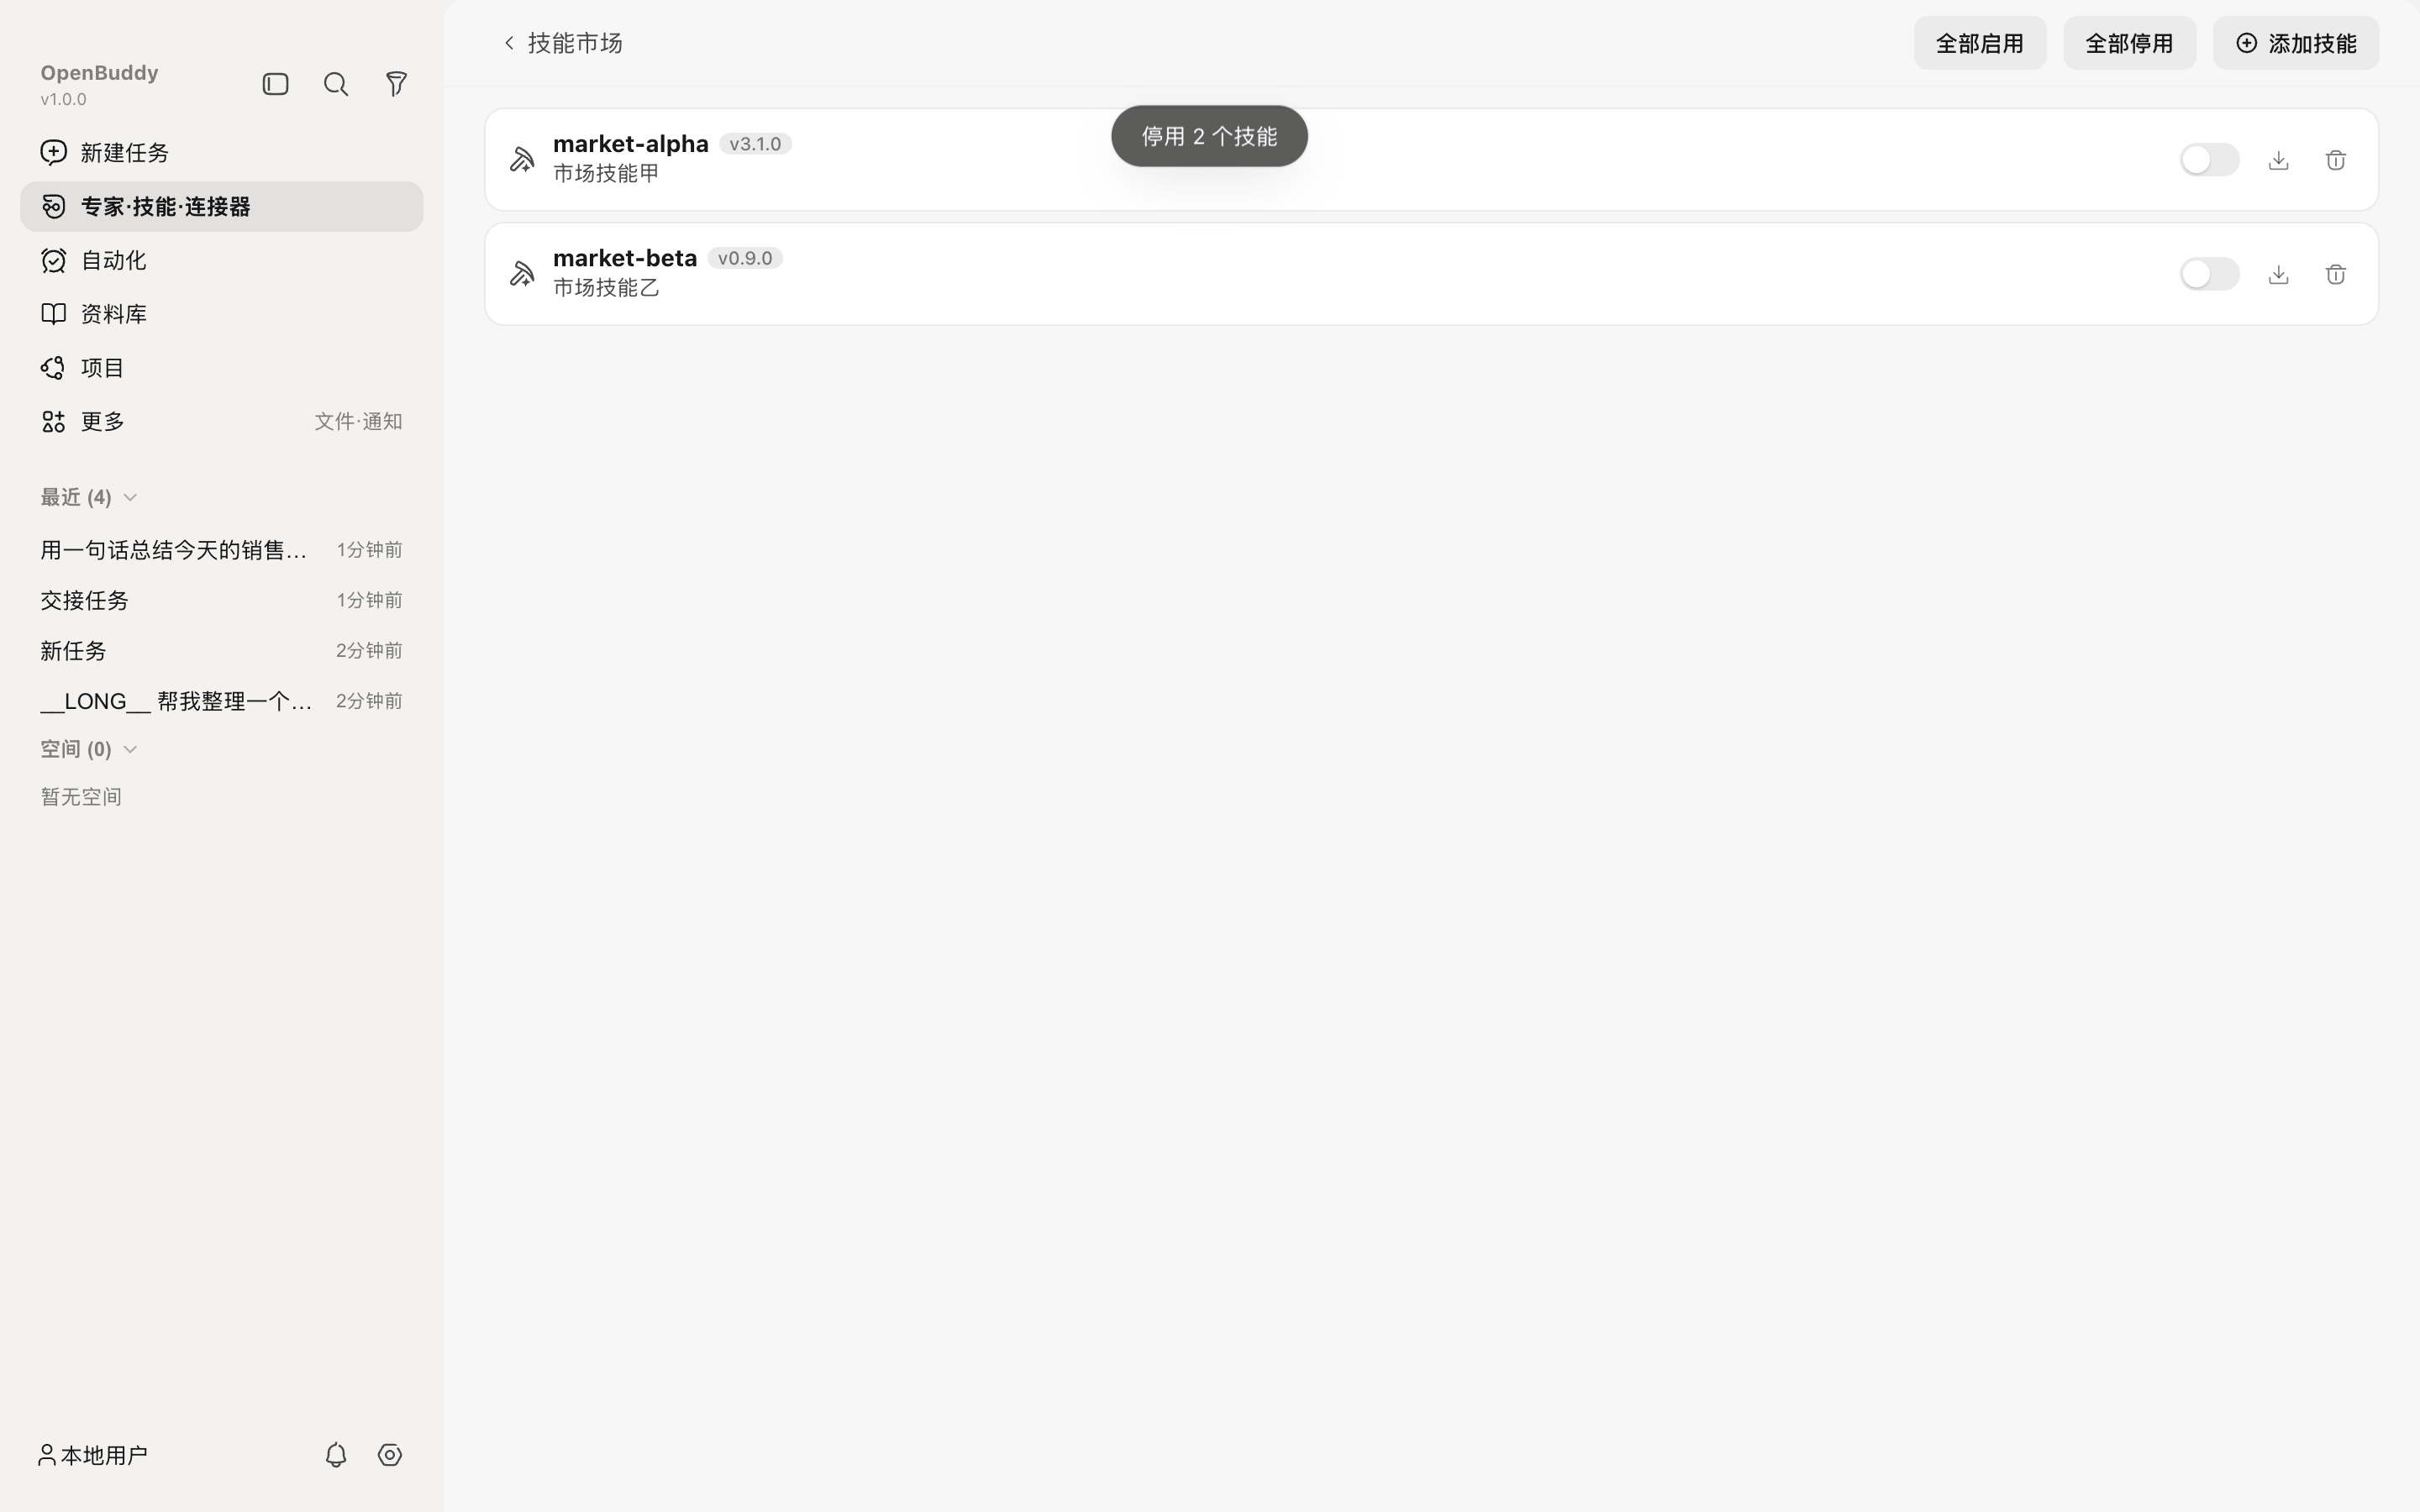 OpenBuddy
v1.0.0
新建任务
专家·技能·连接器
自动化
资料库
项目
更多
文件·通知
最近 (4)
用一句话总结今天的销售…
1分钟前
交接任务
1分钟前
新任务
2分钟前
__LONG__ 帮我整理一个…
2分钟前
空间 (0)
暂无空间
本地用户
技能市场
全部启用
全部停用
添加技能
停用 2 个技能
market-alpha
v3.1.0
市场技能甲
market-beta
v0.9.0
市场技能乙